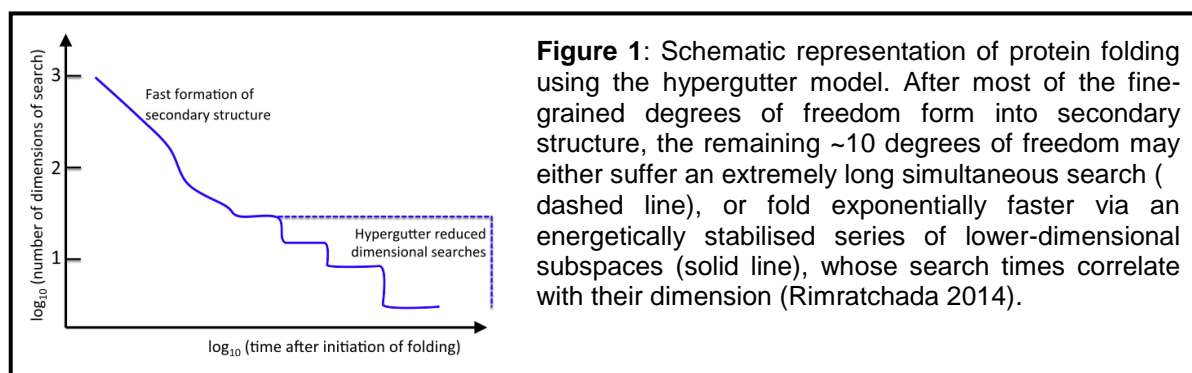 log₁₀ (number of dimensions of search)
3
2
1
Fast formation of
secondary structure
Hypergutter reduced
dimensional searches
log₁₀ (time after initiation of folding)
Figure 1: Schematic representation of protein folding
using the hypergutter model. After most of the fine-
grained degrees of freedom form into secondary
structure, the remaining ~10 degrees of freedom may
either suffer an extremely long simultaneous search (
dashed line), or fold exponentially faster via an
energetically stabilised series of lower-dimensional
subspaces (solid line), whose search times correlate
with their dimension (Rimratchada 2014).